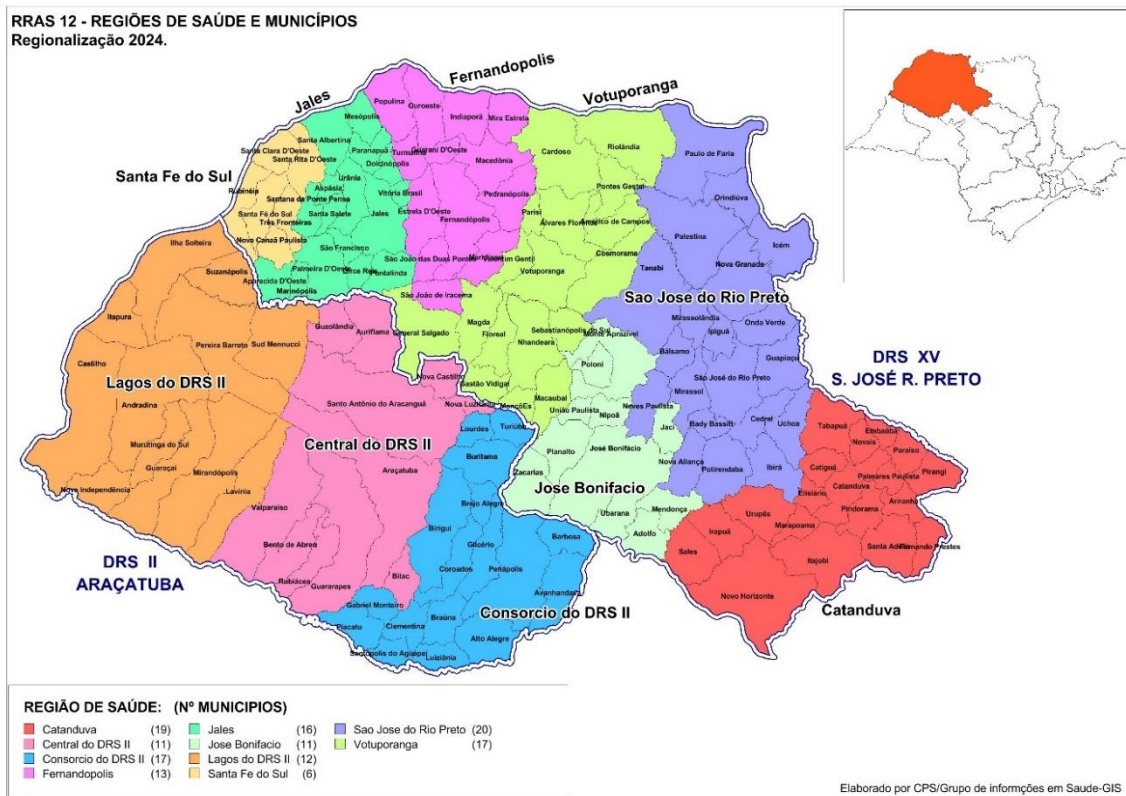 RRAS 12 - REGIÕES DE SAÚDE E MUNICÍPIOS
Regionalização 2024.
Fernandopolis
Votuporanga
Jales
Santa Fe do Sul
Populina
Ouroeste
Indiaporã
Mira Estrela
Mesópolis
Santa Albertina
Paranapuã
Turmalina
Guarani D'Oeste
Dolcinópolis
Macedônia
Santa Clara D'Oeste
Santa Rita D'Oeste
Urânia
Aspásia
Vitória Brasil
Pedranópolis
Rubinéia
Santana da Ponte Pensa
Santa Fé do Sul
Três Fronteiras
Santa Salete
Jales
Estrela D'Oeste
Fernandópolis
Nova Canaã Paulista
São Francisco
São João das Duas Pontes
Valentim Gentil
Palmeira D'Oeste
Pontalinda
Aparecida D'Oeste
Marinópolis
São João de Iracema
Cardoso
Riolândia
Paulo de Faria
Pontes Gestal
Orindiúva
Parisi
Álvares Florence
Américo de Campos
Palestina
Icém
Cosmorama
Votuporanga
Tanabi
Nova Granada
Ilha Solteira
Suzanápolis
Itapura
Castilho
Pereira Barreto
Sud Mennucci
Lagos do DRS II
Andradina
Murutinga do Sul
Guaraçaí
Mirandópolis
Nova Independência
Lavínia
Guzolândia
Auriflama
General Salgado
Magda
Floreal
Sebastianópolis do Sul
Nhandeara
Monte Aprazível
Sao Jose do Rio Preto
Mirassolândia
Ipiguá
Onda Verde
Bálsamo
Guapiaçu
Poloni
Mirassol
São José do Rio Preto
DRS XV
S. JOSÉ R. PRETO
Nova Castilho
Gastão Vidigal
Santo Antônio do Aracanguá
Nova Luzitânia
Monções
Macaubal
União Paulista
Neves Paulista
Nipoã
Jaci
Bady Bassitt
Cedral
Uchoa
Lourdes
Turiúba
Central do DRS II
Buritama
Planalto
José Bonifácio
Nova Aliança
Potirendaba
Ibirá
Araçatuba
Zacarias
Jose Bonifacio
Tabapuã
Embaúba
Novais
Paraíso
Catiguá
Palmares Paulista
Pirangi
Catanduva
Elisiário
Ariranha
Pindorama
Valparaíso
Brejo Alegre
Ubarana
Mendonça
Adolfo
Urupês
Marapoama
Irapuã
Sales
Santa Adélia
Fernando Prestes
Itajobi
Novo Horizonte
Catanduva
Birigui
Barbosa
Glicério
Bento de Abreu
Coroados
Penápolis
DRS II
ARAÇATUBA
Rubiácea
Guararapes
Bilac
Avanhandava
Gabriel Monteiro
Consorcio do DRS II
Piacatu
Clementina
Braúna
Alto Alegre
Santópolis do Aguapeí
Luiziânia
REGIÃO DE SAÚDE: (Nº MUNICIPIOS)
Catanduva (19)
Central do DRS II (11)
Consorcio do DRS II (17)
Fernandopolis (13)
Jales (16)
Jose Bonifacio (11)
Lagos do DRS II (12)
Santa Fe do Sul (6)
Sao Jose do Rio Preto (20)
Votuporanga (17)
Elaborado por CPS/Grupo de informções em Saude-GIS